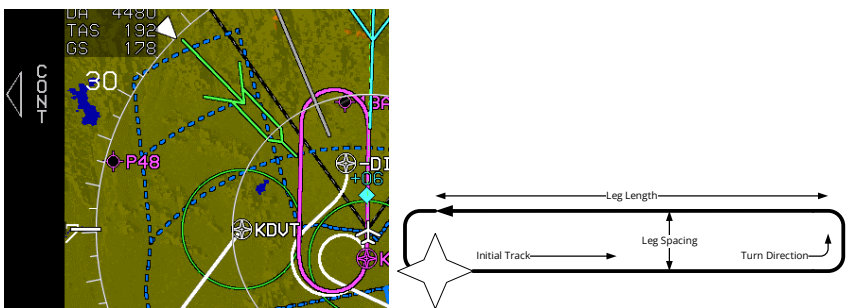 DA 4480
TAS 192
GS 178
CONT
30
P48
KDVT
+06
Leg Length
Leg Spacing
Initial Track
Turn Direction